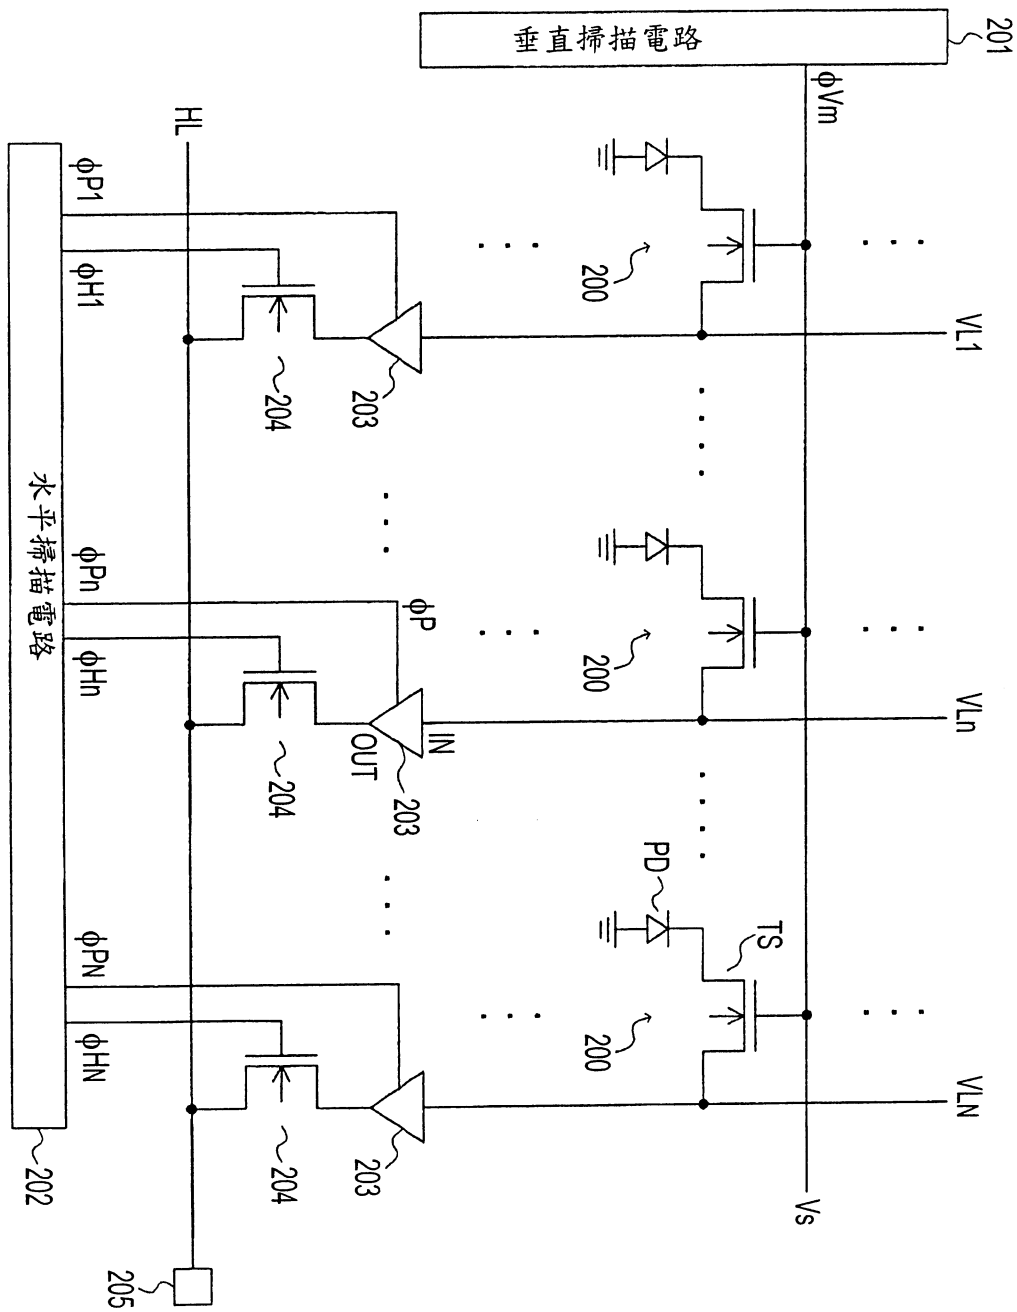 201
垂直掃描電路
φVm
VL1
VLn
VLN
200
200
200
PD
TS
Vs
HL
φP1
φH1
203
204
φPn
φHn
φP
IN
OUT
203
204
φPN
φHN
203
204
水平掃描電路
202
205